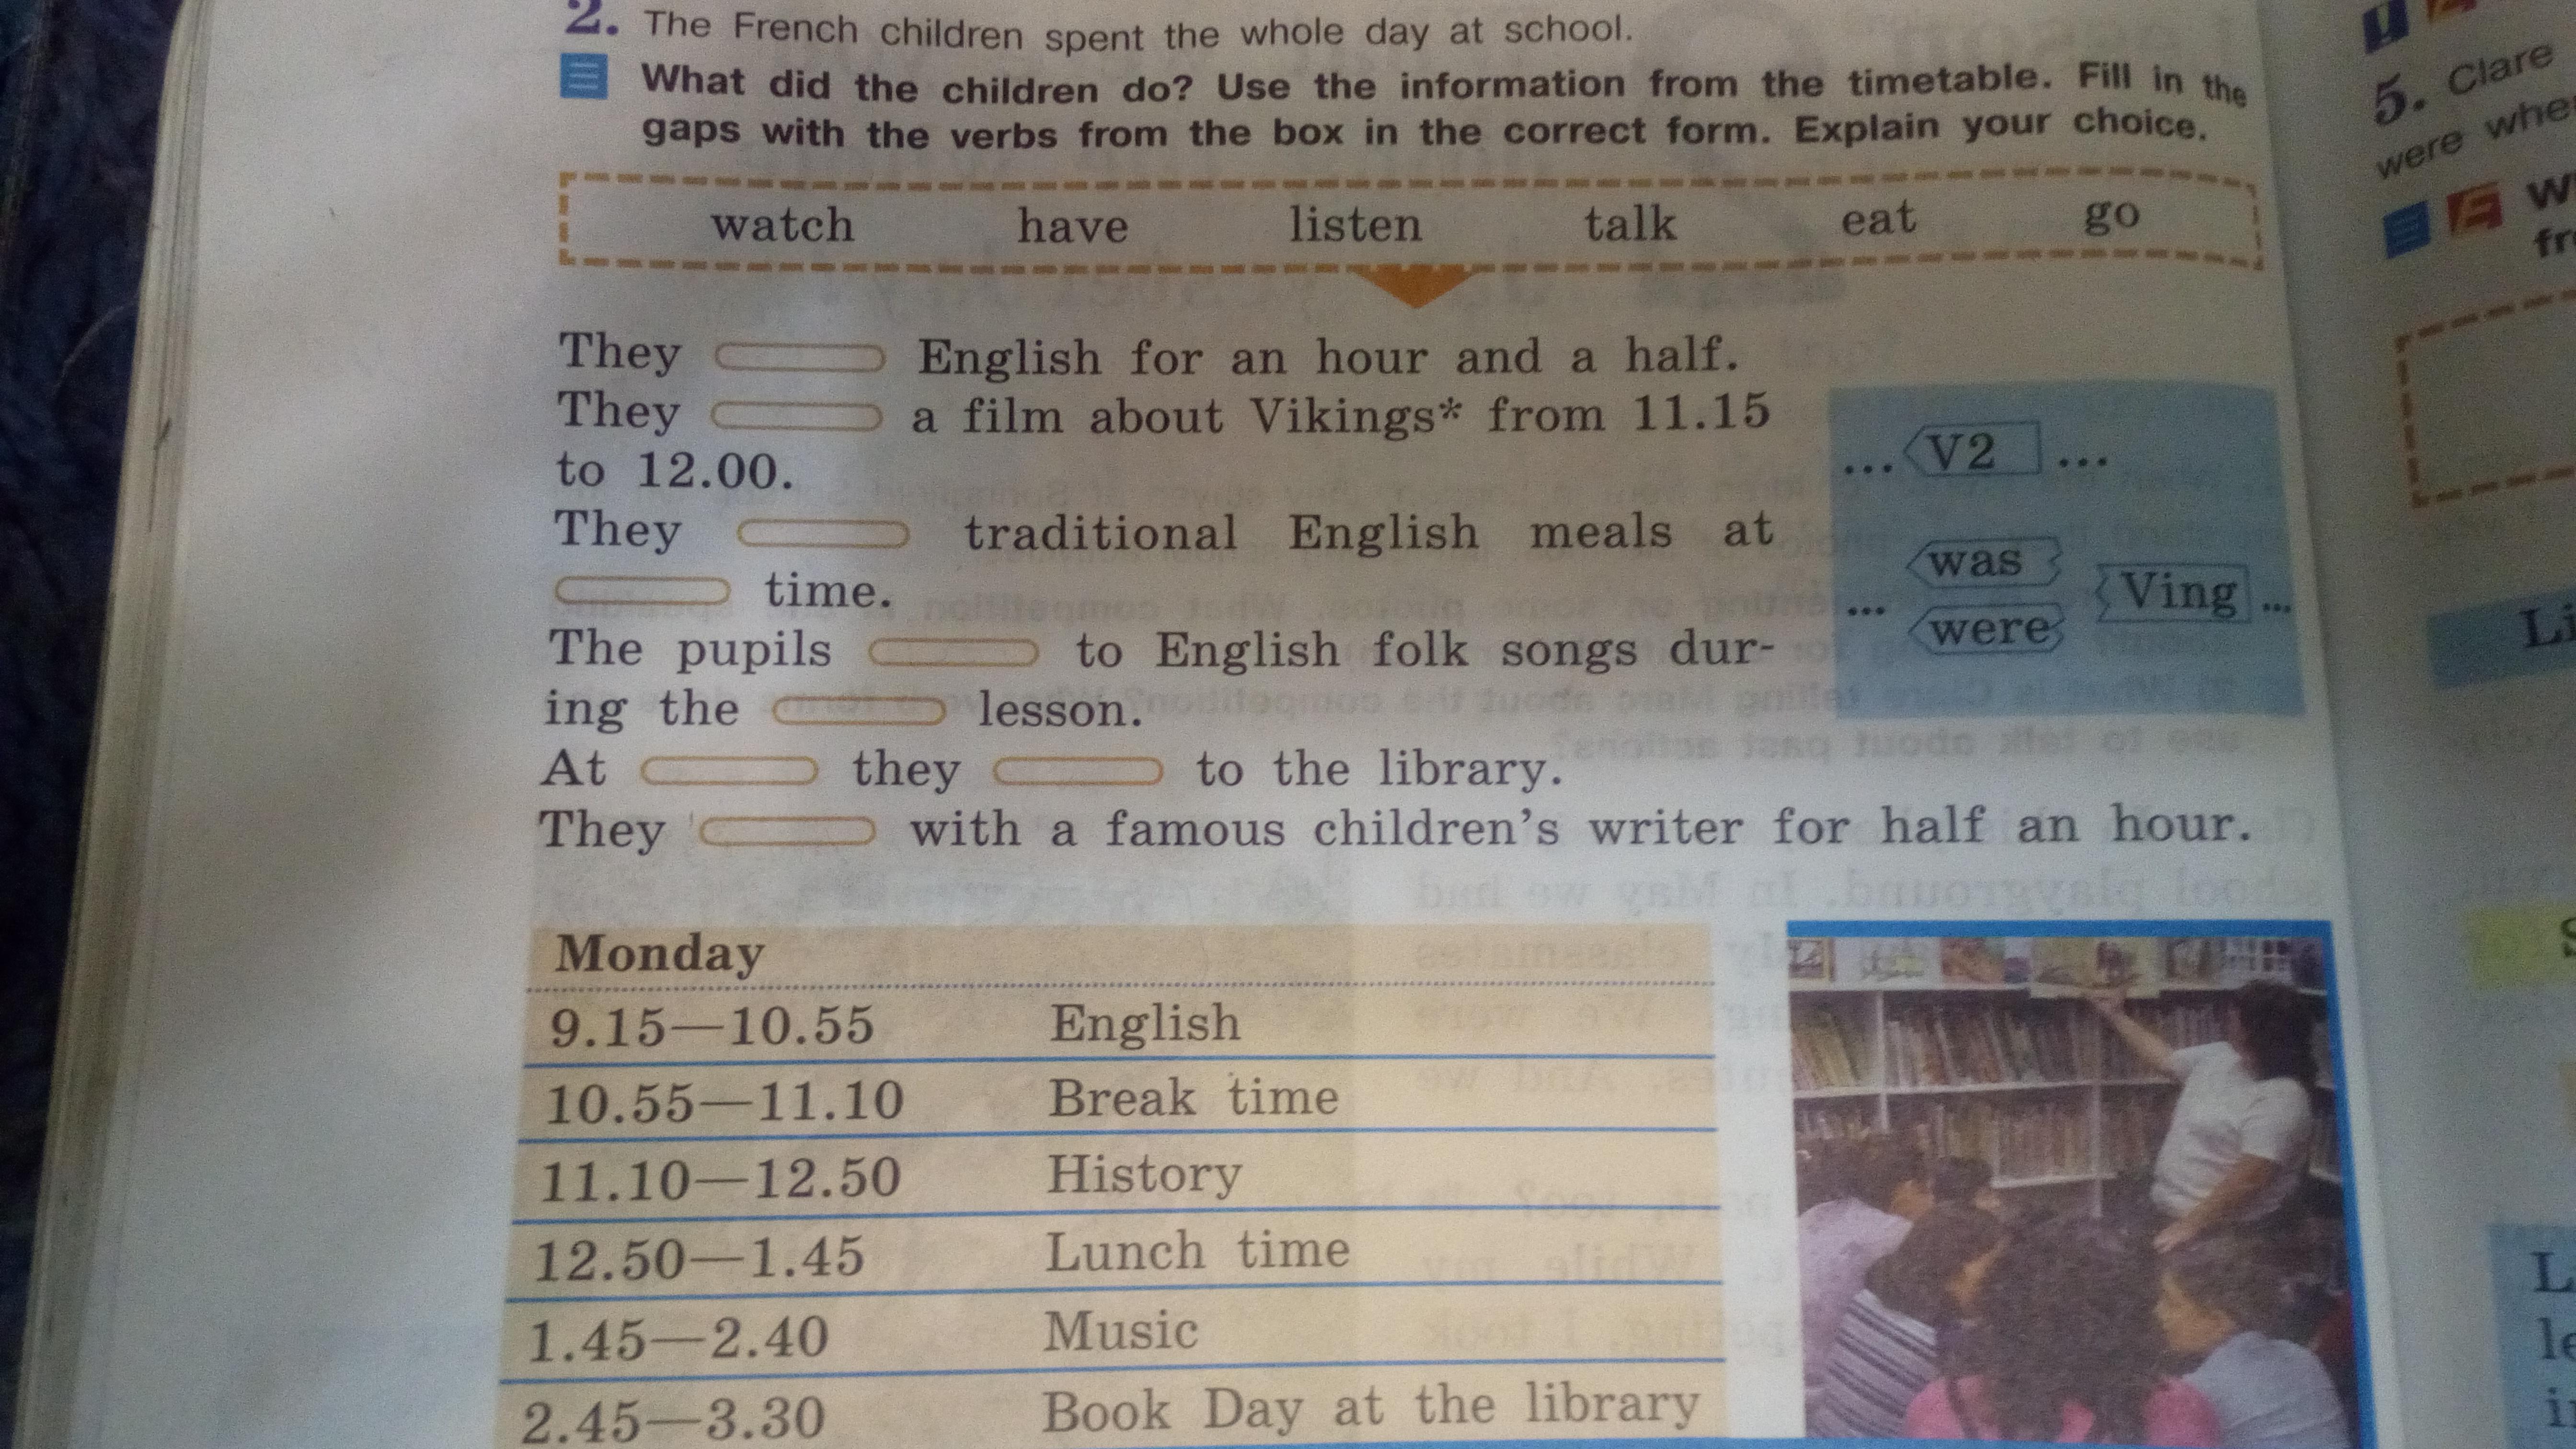 2. The French children spent the whole day at school.
What did the children do? Use the information from the timetable. Fill in the
gaps with the verbs from the box in the correct form. Explain your choice.
watch have listen talk eat go
They English for an hour and a half.
They a film about Vikings* from 11.15
to 12.00.
They traditional English meals at
time.
The pupils to English folk songs dur-
ing the lesson.
At they to the library.
They with a famous children's writer for half an hour.
... V2 ...
was
... Ving ...
were
Monday
9.15—10.55 English
10.55—11.10 Break time
11.10—12.50 History
12.50—1.45 Lunch time
1.45—2.40 Music
2.45—3.30 Book Day at the library
5. Clare
were